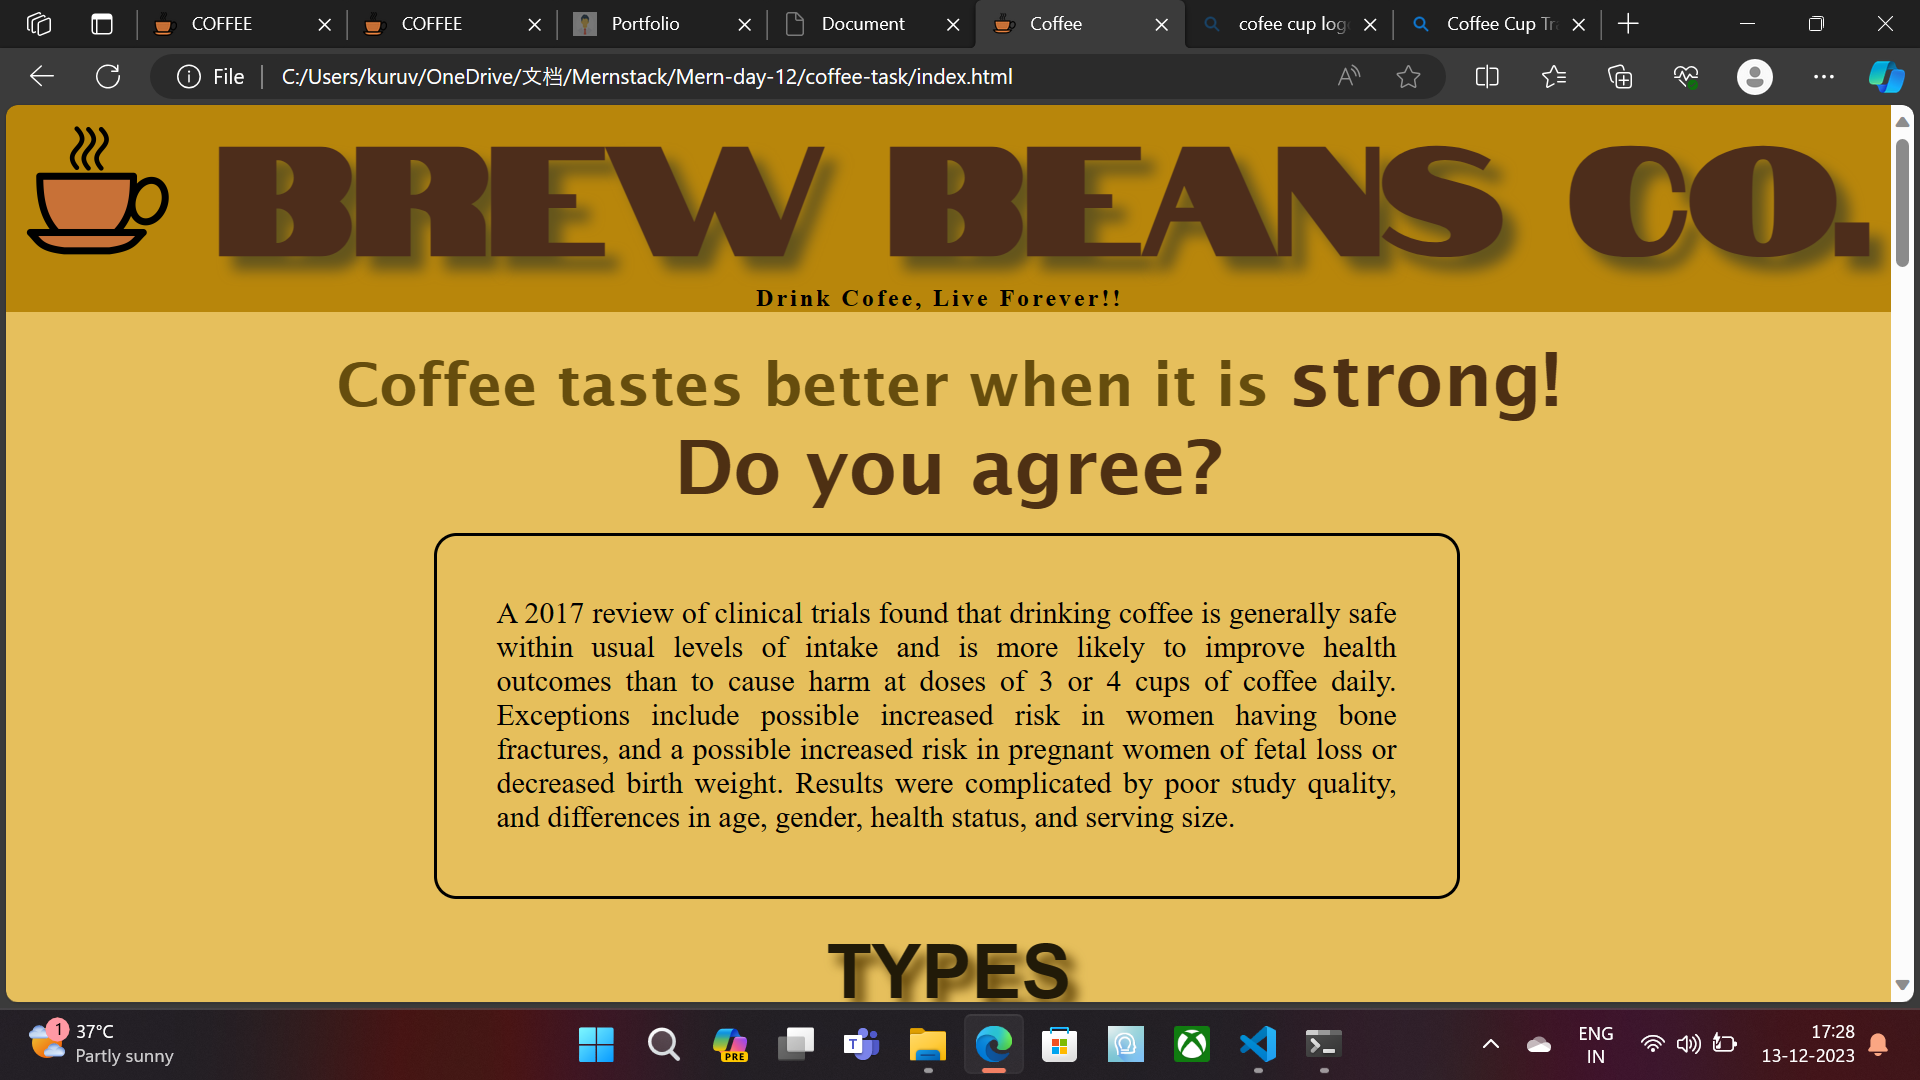 COFFEE
COFFEE
Portfolio
Document
Coffee
cofee cup log
Coffee Cup Tra
File
C:/Users/kuruv/OneDrive/文档/Mernstack/Mern-day-12/coffee-task/index.html
BREW BEANS CO.
Drink Cofee, Live Forever!!
Coffee tastes better when it is strong!
Do you agree?
A 2017 review of clinical trials found that drinking coffee is generally safe
within usual levels of intake and is more likely to improve health
outcomes than to cause harm at doses of 3 or 4 cups of coffee daily.
Exceptions include possible increased risk in women having bone
fractures, and a possible increased risk in pregnant women of fetal loss or
decreased birth weight. Results were complicated by poor study quality,
and differences in age, gender, health status, and serving size.
TYPES
1
37°C
Partly sunny
PRE
T
ENG
IN
17:28
13-12-2023